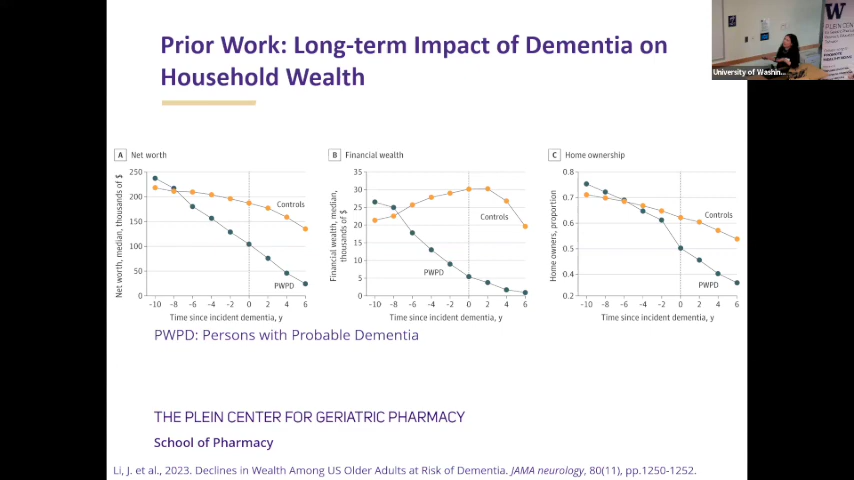 Prior Work: Long-term Impact of Dementia on
Household Wealth
W
University of Washin...
A Net worth
Net worth, median, thousands of $
250
200
150
100
50
0
Controls
PWPD
-10 -8 -6 -4 -2 0 2 4 6
Time since incident dementia, y
B Financial wealth
Financial wealth, median,
thousands of $
35
30
25
20
15
10
5
0
Controls
PWPD
-10 -8 -6 -4 -2 0 2 4 6
Time since incident dementia, y
C Home ownership
Home owners, proportion
0.8
0.7
0.6
0.5
0.4
0.2
Controls
PWPD
-10 -8 -6 -4 -2 0 2 4 6
Time since incident dementia, y
PWPD: Persons with Probable Dementia
THE PLEIN CENTER FOR GERIATRIC PHARMACY
School of Pharmacy
Li, J. et al., 2023. Declines in Wealth Among US Older Adults at Risk of Dementia. JAMA neurology, 80(11), pp.1250-1252.